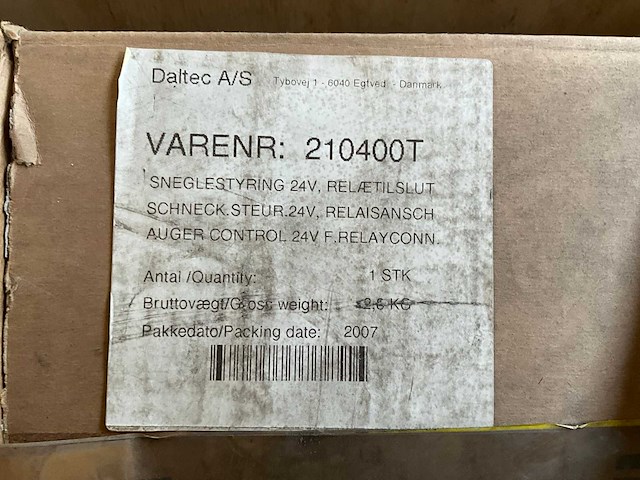 Daltec A/S Tybovej 1 - 6040 Egtved - Danmark
VARENR: 210400T
SNEGLESTYRING 24V, RELÆTILSLUT
SCHNECK.STEUR.24V, RELAISANSCH
AUGER CONTROL 24V F.RELAYCONN.
Antal /Quantity: 1 STK
Bruttovægt/Gross weight: 2.6 KG
Pakkedato/Packing date: 2007